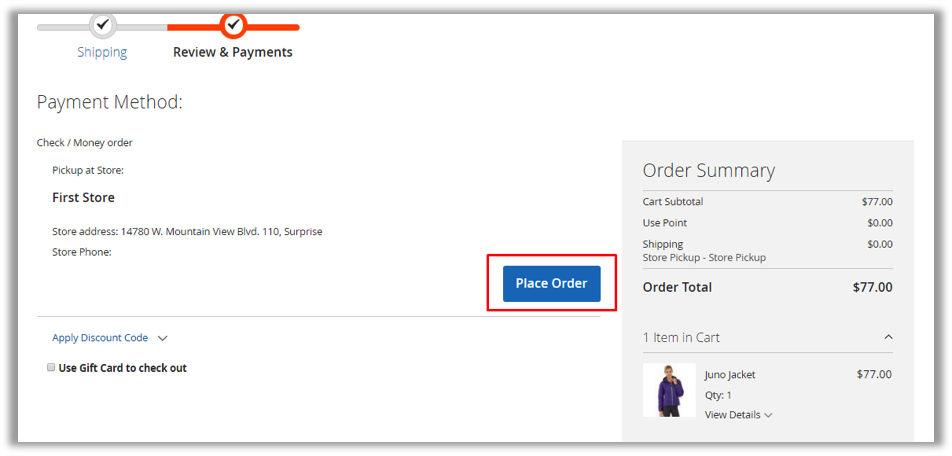 Shipping
Review & Payments
Payment Method:
Check / Money order
Pickup at Store:
First Store
Store address: 14780 W. Mountain View Blvd. 110, Surprise
Store Phone:
Place Order
Apply Discount Code
Use Gift Card to check out
Order Summary
Cart Subtotal $77.00
Use Point $0.00
Shipping $0.00
Store Pickup - Store Pickup
Order Total $77.00
1 Item in Cart
Juno Jacket $77.00
Qty: 1
View Details